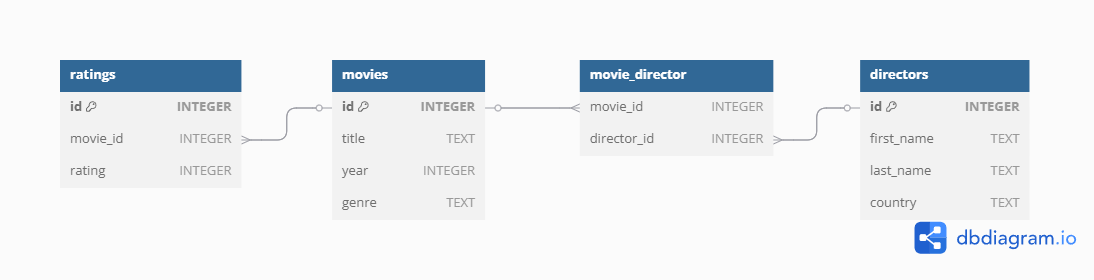 ratings
id INTEGER
movie_id INTEGER
rating INTEGER
movies
id INTEGER
title TEXT
year INTEGER
genre TEXT
movie_director
movie_id INTEGER
director_id INTEGER
directors
id INTEGER
first_name TEXT
last_name TEXT
country TEXT
dbdiagram.io